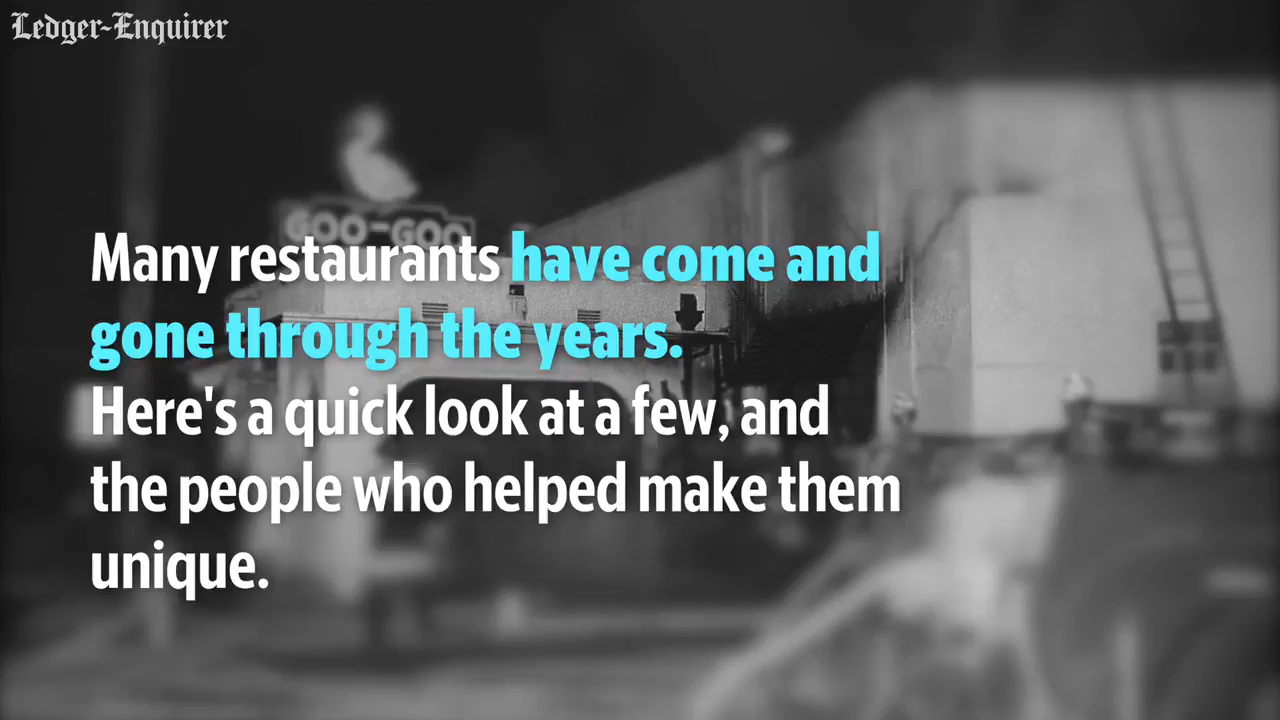 Ledger-Enquirer
GOO-GOO
Many restaurants have come and
gone through the years.
Here's a quick look at a few, and
the people who helped make them
unique.